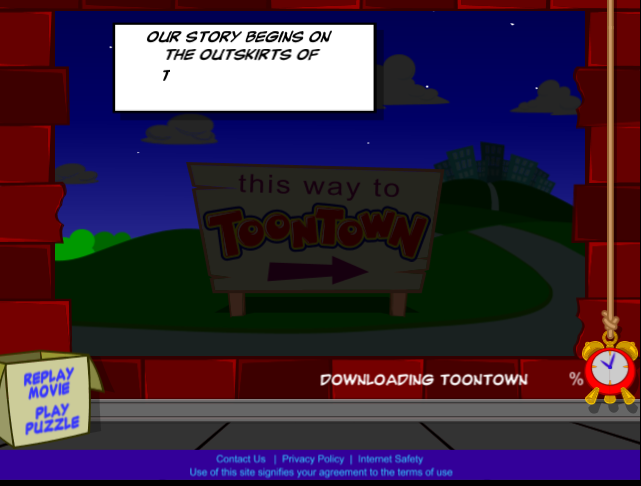 OUR STORY BEGINS ON
THE OUTSKIRTS OF
T
this way to
TOONTOWN
DOWNLOADING TOONTOWN %
REPLAY
MOVIE
PLAY
PUZZLE
Contact Us | Privacy Policy | Internet Safety
Use of this site signifies your agreement to the terms of use